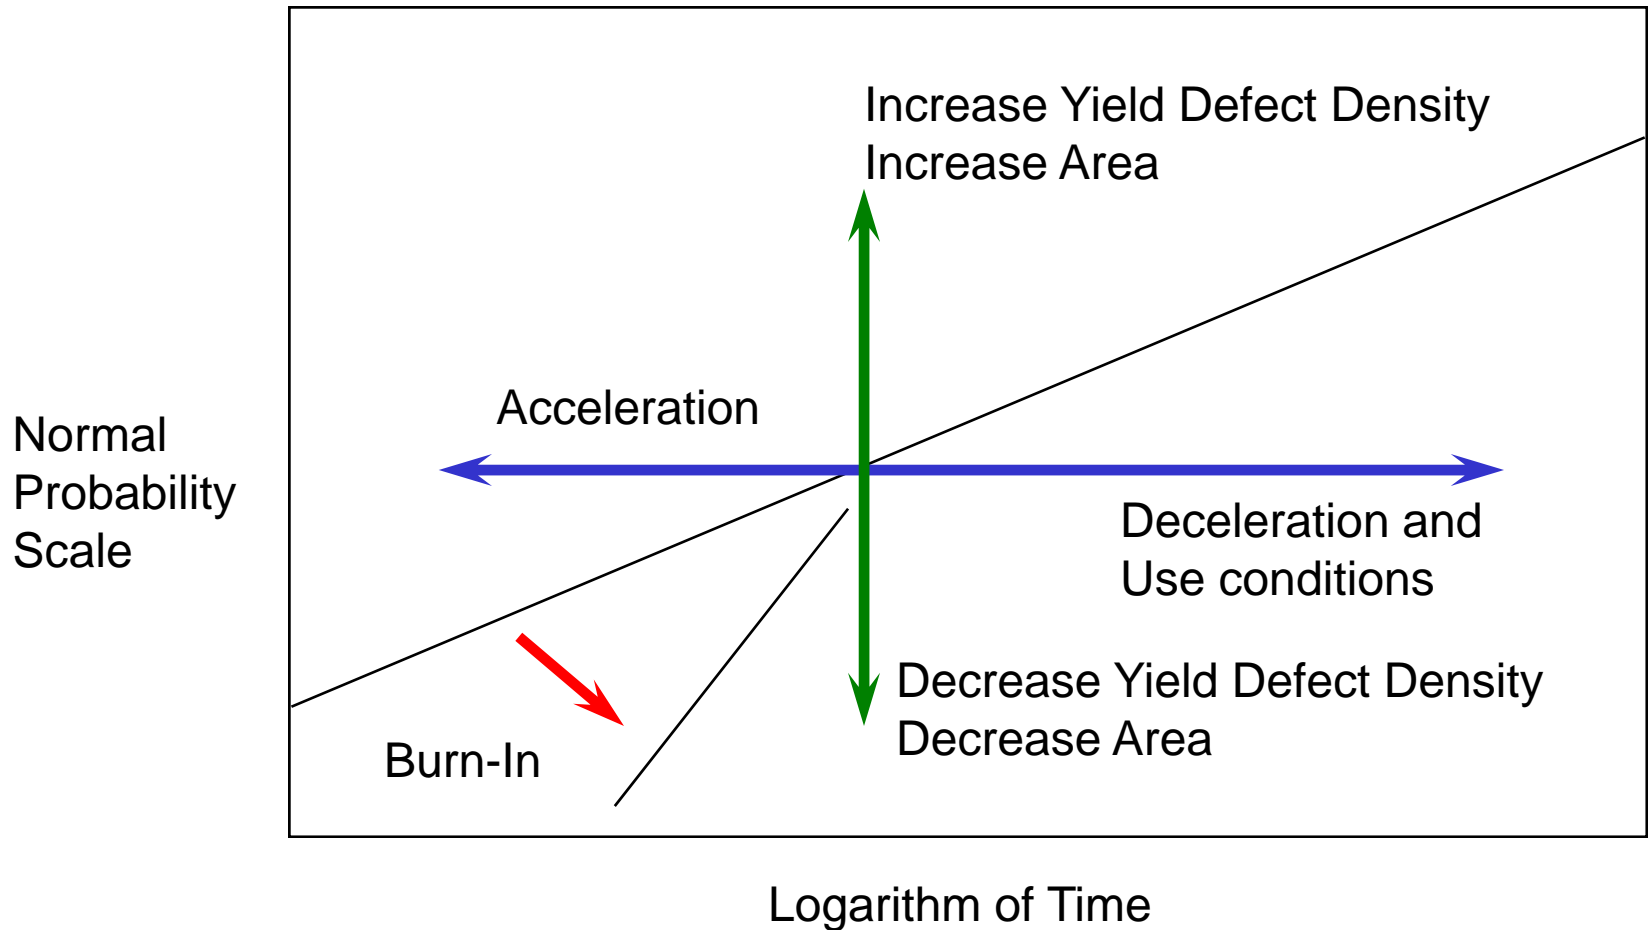 Increase Yield Defect Density
Increase Area
Acceleration
Normal
Probability
Scale
Deceleration and
Use conditions
Decrease Yield Defect Density
Decrease Area
Burn-In
Logarithm of Time